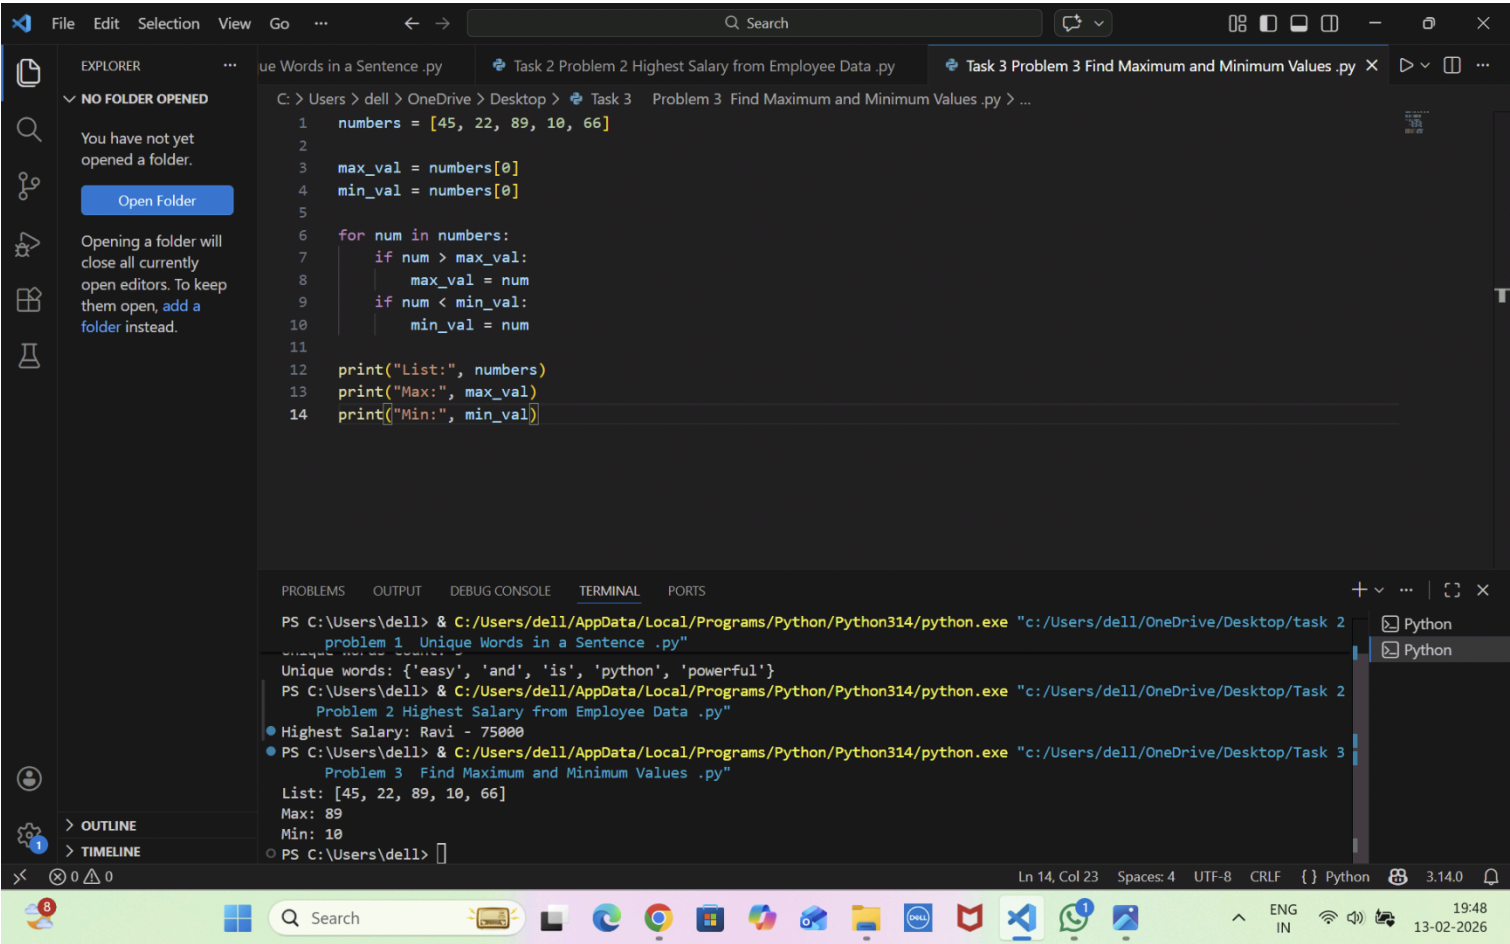 File Edit Selection View Go ··· Search
EXPLORER ···
ue Words in a Sentence .py
Task 2 Problem 2 Highest Salary from Employee Data .py
Task 3 Problem 3 Find Maximum and Minimum Values .py
NO FOLDER OPENED
You have not yet
opened a folder.
Open Folder
Opening a folder will
close all currently
open editors. To keep
them open, add a
folder instead.
OUTLINE
TIMELINE
C: > Users > dell > OneDrive > Desktop > Task 3 Problem 3 Find Maximum and Minimum Values .py > ...
1 numbers = [45, 22, 89, 10, 66]
2
3 max_val = numbers[0]
4 min_val = numbers[0]
5
6 for num in numbers:
7 if num > max_val:
8 max_val = num
9 if num < min_val:
10 min_val = num
11
12 print("List:", numbers)
13 print("Max:", max_val)
14 print("Min:", min_val)
PROBLEMS OUTPUT DEBUG CONSOLE TERMINAL PORTS
PS C:\Users\dell> & C:/Users/dell/AppData/Local/Programs/Python/Python314/python.exe "c:/Users/dell/OneDrive/Desktop/task 2
problem 1 Unique Words in a Sentence .py"
Unique words: {'easy', 'and', 'is', 'python', 'powerful'}
PS C:\Users\dell> & C:/Users/dell/AppData/Local/Programs/Python/Python314/python.exe "c:/Users/dell/OneDrive/Desktop/Task 2
Problem 2 Highest Salary from Employee Data .py"
Highest Salary: Ravi - 75000
PS C:\Users\dell> & C:/Users/dell/AppData/Local/Programs/Python/Python314/python.exe "c:/Users/dell/OneDrive/Desktop/Task 3
Problem 3 Find Maximum and Minimum Values .py"
List: [45, 22, 89, 10, 66]
Max: 89
Min: 10
PS C:\Users\dell>
Python
Python
1
0 0
Ln 14, Col 23 Spaces: 4 UTF-8 CRLF { } Python 3.14.0
8
Search
DELL
1
ENG
IN
19:48
13-02-2026